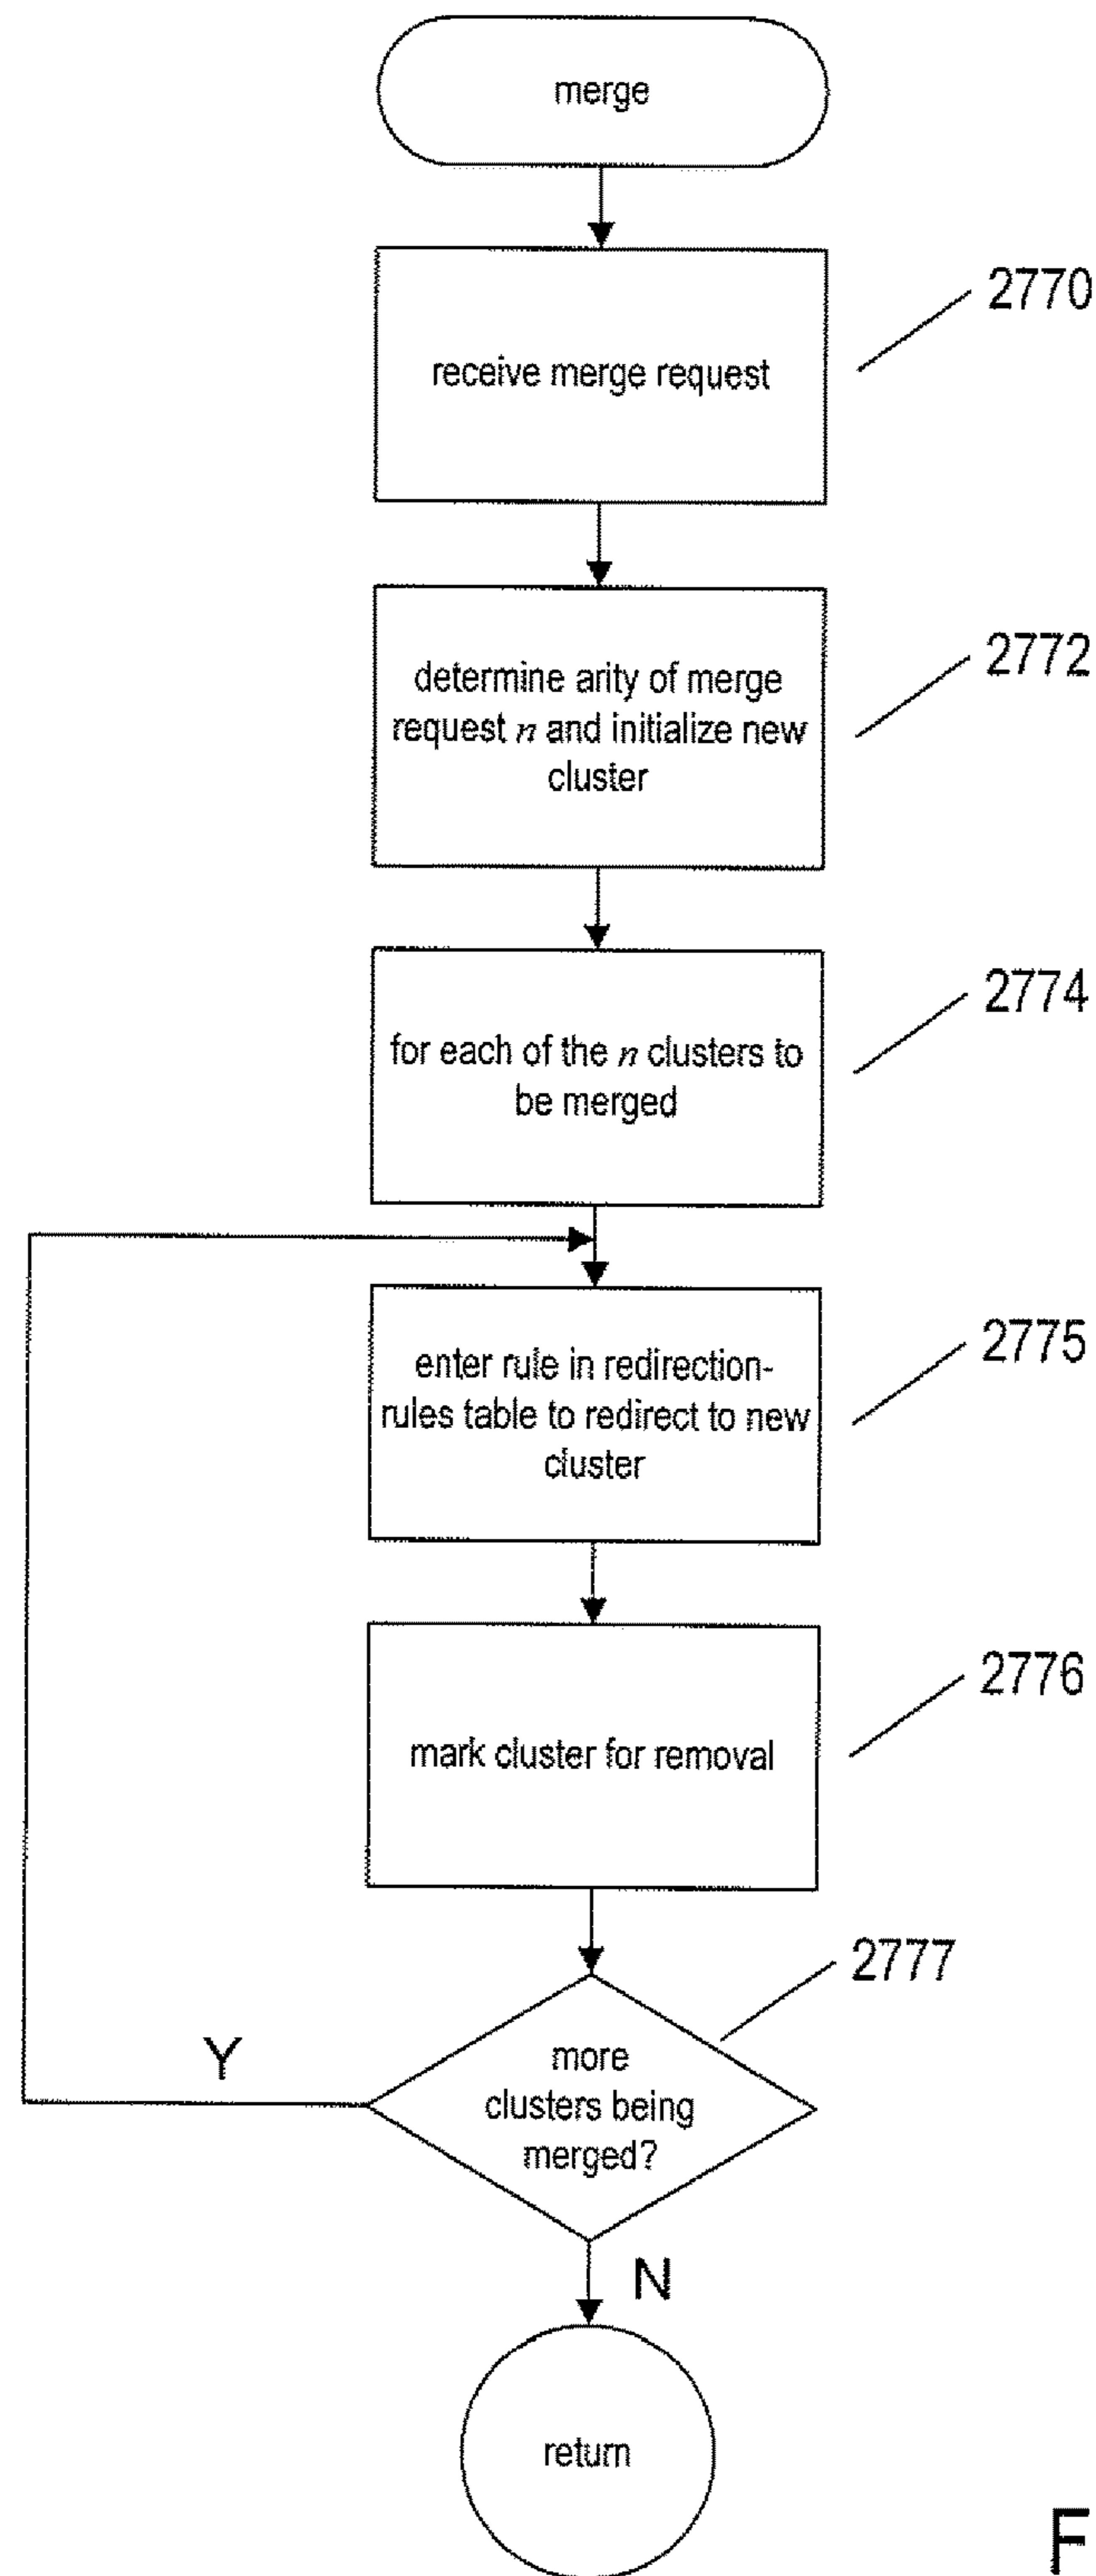 merge
receive merge request
2770
determine arity of merge
request n and initialize new
cluster
2772
for each of the n clusters to
be merged
2774
enter rule in redirection-
rules table to redirect to new
cluster
2775
mark cluster for removal
2776
more
clusters being
merged?
2777
Y
N
return
F